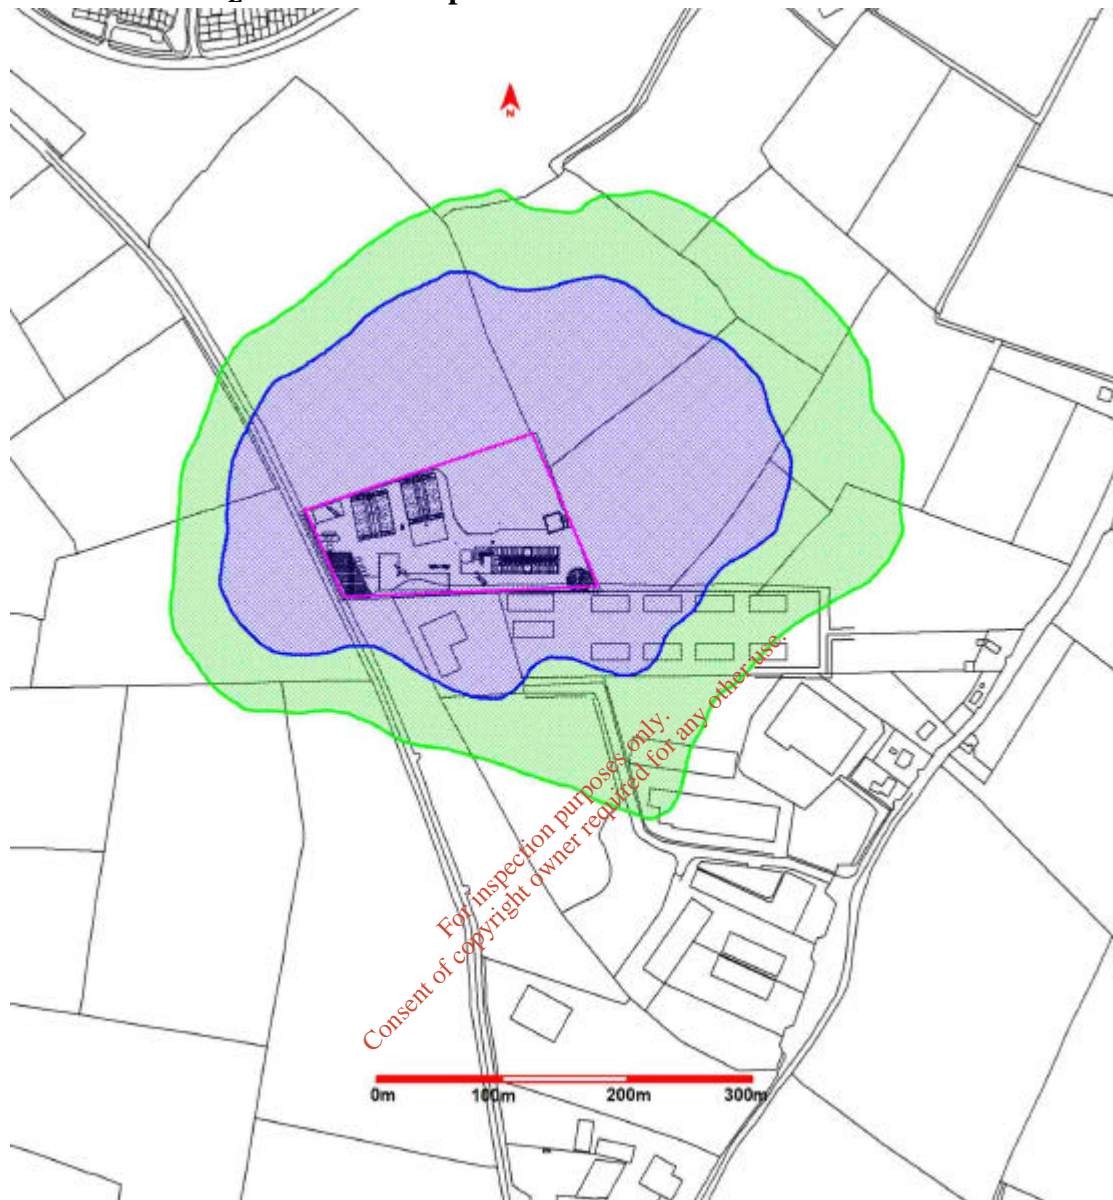 N
For inspection purposes only.
Consent of copyright owner required for any other use.
0m 100m 200m 300m